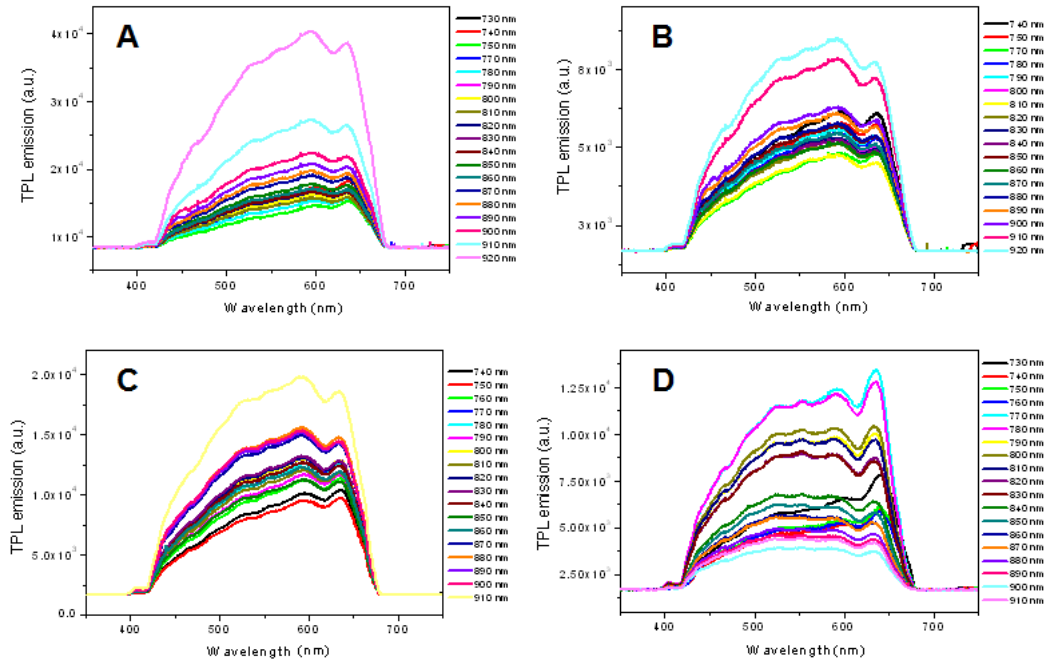 A
TPL emission (a.u.)
4x10⁴
3x10⁴
2x10⁴
1x10⁴
400
500
600
700
Wavelength (nm)
730 nm
740 nm
750 nm
770 nm
780 nm
790 nm
800 nm
810 nm
820 nm
830 nm
840 nm
850 nm
860 nm
870 nm
880 nm
890 nm
900 nm
910 nm
920 nm
B
TPL emission (a.u.)
8x10³
5x10³
3x10³
400
500
600
700
Wavelength (nm)
740 nm
750 nm
770 nm
780 nm
790 nm
800 nm
810 nm
820 nm
830 nm
840 nm
850 nm
860 nm
870 nm
880 nm
890 nm
900 nm
910 nm
920 nm
C
TPL emission (a.u.)
2.0x10⁴
1.5x10⁴
1.0x10⁴
5.0x10³
0.0
400
500
600
700
Wavelength (nm)
740 nm
750 nm
760 nm
770 nm
780 nm
790 nm
800 nm
810 nm
820 nm
830 nm
840 nm
850 nm
860 nm
870 nm
880 nm
890 nm
900 nm
910 nm
D
TPL emission (a.u.)
1.25x10⁴
1.00x10⁴
7.50x10³
5.00x10³
2.50x10³
400
500
600
700
Wavelength (nm)
730 nm
740 nm
750 nm
760 nm
770 nm
780 nm
790 nm
800 nm
810 nm
820 nm
830 nm
840 nm
850 nm
860 nm
870 nm
880 nm
890 nm
900 nm
910 nm